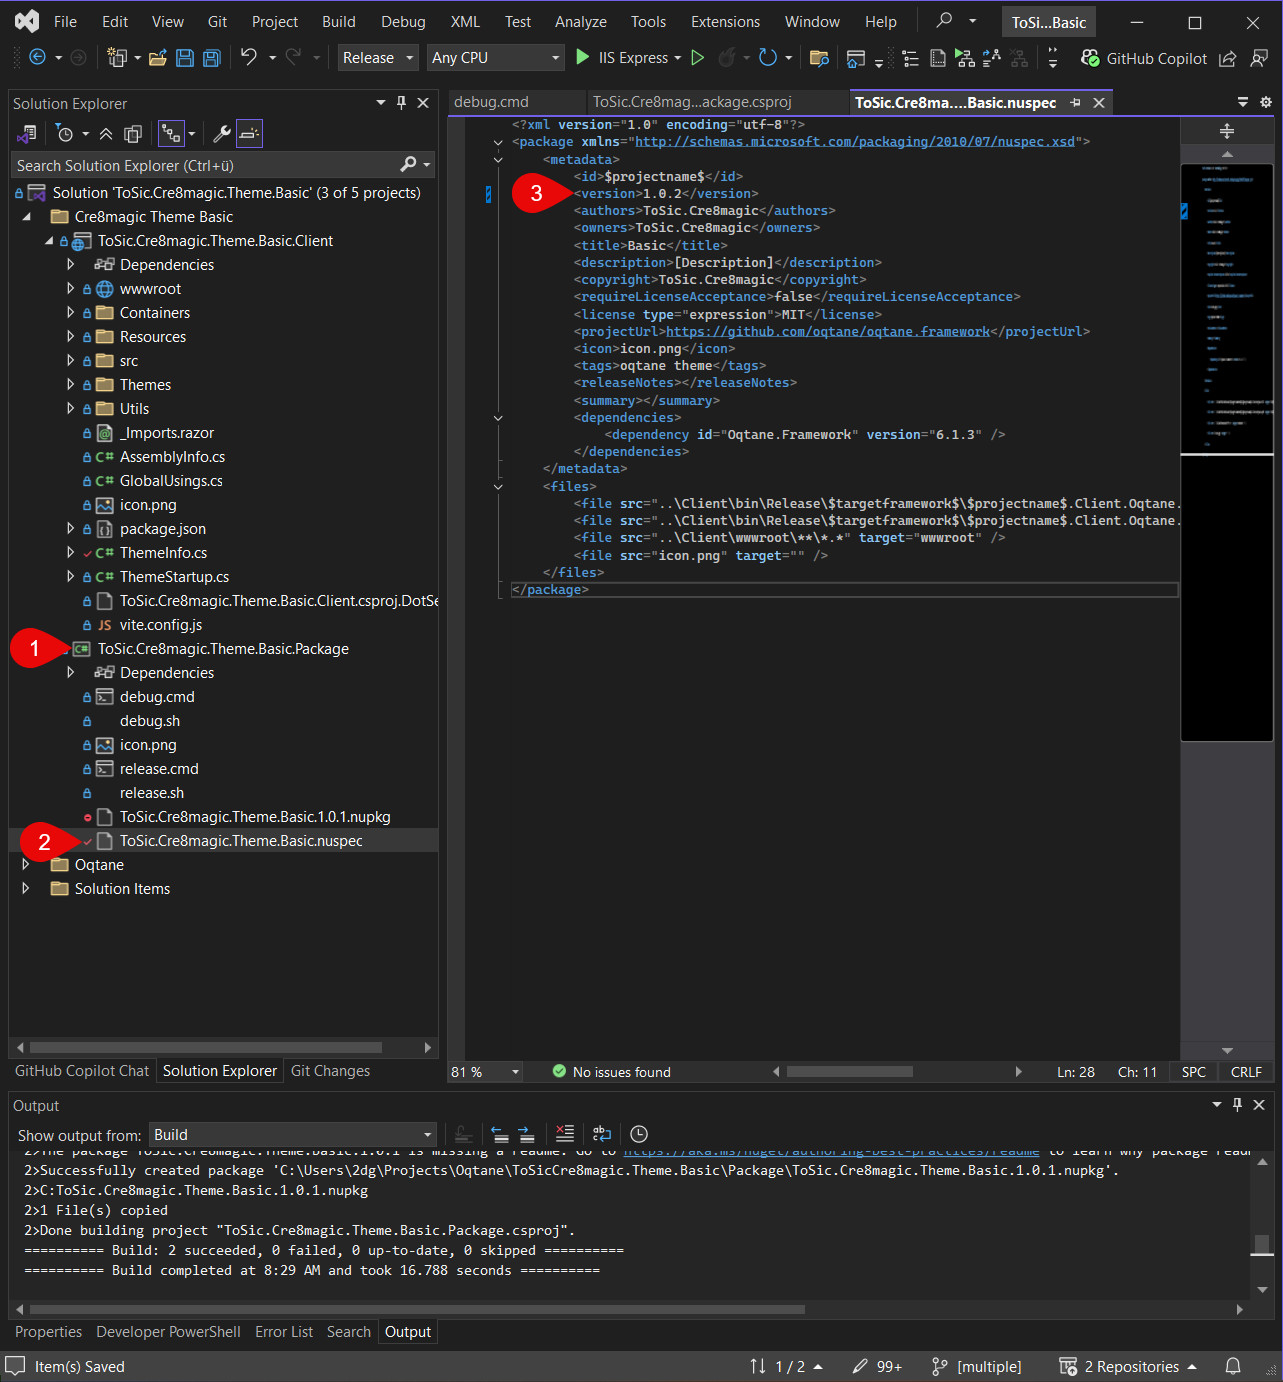 File Edit View Git Project Build Debug XML Test Analyze Tools Extensions Window Help ToSi...Basic
Release Any CPU IIS Express GitHub Copilot
Solution Explorer
Search Solution Explorer (Ctrl+ü)
Solution 'ToSic.Cre8magic.Theme.Basic' (3 of 5 projects)
Cre8magic Theme Basic
ToSic.Cre8magic.Theme.Basic.Client
Dependencies
wwwroot
Containers
Resources
src
Themes
Utils
_Imports.razor
C# AssemblyInfo.cs
C# GlobalUsings.cs
icon.png
package.json
C# ThemeInfo.cs
C# ThemeStartup.cs
ToSic.Cre8magic.Theme.Basic.Client.csproj.DotSe
JS vite.config.js
1 C# ToSic.Cre8magic.Theme.Basic.Package
Dependencies
debug.cmd
debug.sh
icon.png
release.cmd
release.sh
ToSic.Cre8magic.Theme.Basic.1.0.1.nupkg
2 ToSic.Cre8magic.Theme.Basic.nuspec
Oqtane
Solution Items
GitHub Copilot Chat Solution Explorer Git Changes
debug.cmd ToSic.Cre8mag...ackage.csproj ToSic.Cre8ma....Basic.nuspec
<?xml version="1.0" encoding="utf-8"?>
<package xmlns="http://schemas.microsoft.com/packaging/2010/07/nuspec.xsd">
<metadata>
<id>$projectname$</id>
3 <version>1.0.2</version>
<authors>ToSic.Cre8magic</authors>
<owners>ToSic.Cre8magic</owners>
<title>Basic</title>
<description>[Description]</description>
<copyright>ToSic.Cre8magic</copyright>
<requireLicenseAcceptance>false</requireLicenseAcceptance>
<license type="expression">MIT</license>
<projectUrl>https://github.com/oqtane/oqtane.framework</projectUrl>
<icon>icon.png</icon>
<tags>oqtane theme</tags>
<releaseNotes></releaseNotes>
<summary></summary>
<dependencies>
<dependency id="Oqtane.Framework" version="6.1.3" />
</dependencies>
</metadata>
<files>
<file src="..\Client\bin\Release\$targetframework$\$projectname$.Client.Oqtane.
<file src="..\Client\bin\Release\$targetframework$\$projectname$.Client.Oqtane.
<file src="..\Client\wwwroot\**\*.*" target="wwwroot" />
<file src="icon.png" target="" />
</files>
</package>
81 % No issues found Ln: 28 Ch: 11 SPC CRLF
Output
Show output from: Build
2>The package ToSic.Cre8magic.Theme.Basic.1.0.1 is missing a readme. Go to https://aka.ms/nuget/authoring-best-practices/readme to learn why package readm
2>Successfully created package 'C:\Users\2dg\Projects\Oqtane\ToSicCre8magic.Theme.Basic\Package\ToSic.Cre8magic.Theme.Basic.1.0.1.nupkg'.
2>C:ToSic.Cre8magic.Theme.Basic.1.0.1.nupkg
2>1 File(s) copied
2>Done building project "ToSic.Cre8magic.Theme.Basic.Package.csproj".
========== Build: 2 succeeded, 0 failed, 0 up-to-date, 0 skipped ==========
========== Build completed at 8:29 AM and took 16.788 seconds ==========
Properties Developer PowerShell Error List Search Output
Item(s) Saved 1 / 2 99+ [multiple] 2 Repositories